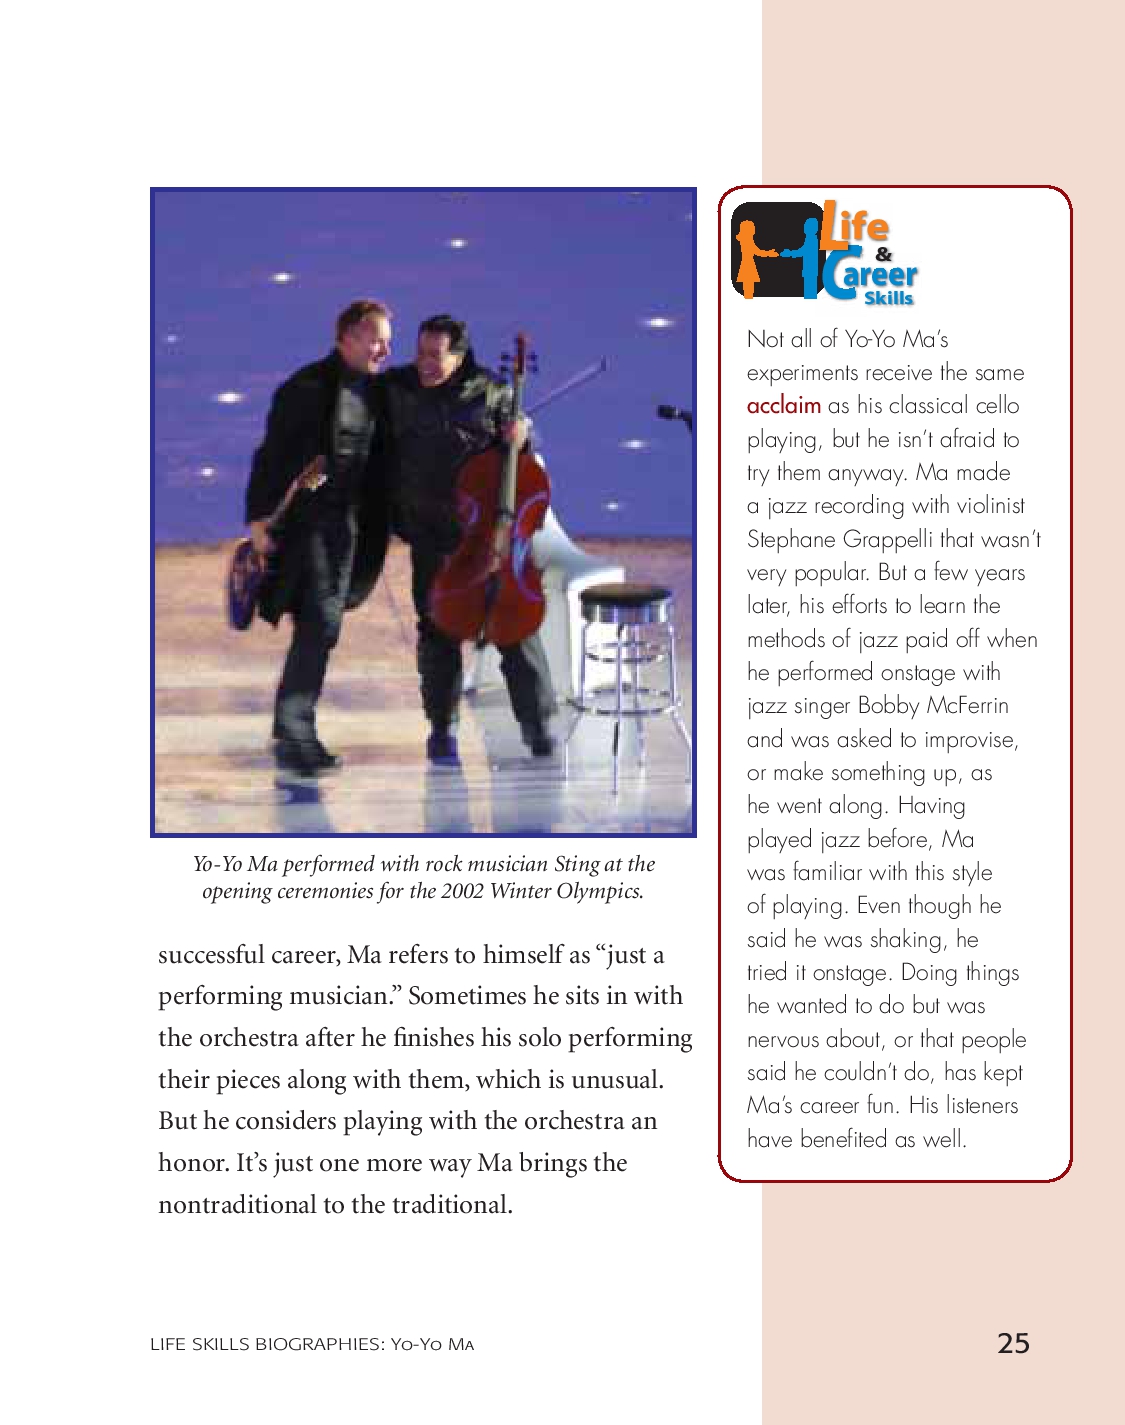 Yo-Yo Ma performed with rock musician Sting at the
opening ceremonies for the 2002 Winter Olympics.
successful career, Ma refers to himself as “just a
performing musician.” Sometimes he sits in with
the orchestra after he finishes his solo performing
their pieces along with them, which is unusual.
But he considers playing with the orchestra an
honor. It’s just one more way Ma brings the
nontraditional to the traditional.
Life
&
Career
Skills
Not all of Yo-Yo Ma’s
experiments receive the same
acclaim as his classical cello
playing, but he isn’t afraid to
try them anyway. Ma made
a jazz recording with violinist
Stephane Grappelli that wasn’t
very popular. But a few years
later, his efforts to learn the
methods of jazz paid off when
he performed onstage with
jazz singer Bobby McFerrin
and was asked to improvise,
or make something up, as
he went along. Having
played jazz before, Ma
was familiar with this style
of playing. Even though he
said he was shaking, he
tried it onstage. Doing things
he wanted to do but was
nervous about, or that people
said he couldn’t do, has kept
Ma’s career fun. His listeners
have benefited as well.
LIFE SKILLS BIOGRAPHIES: YO-YO MA
25